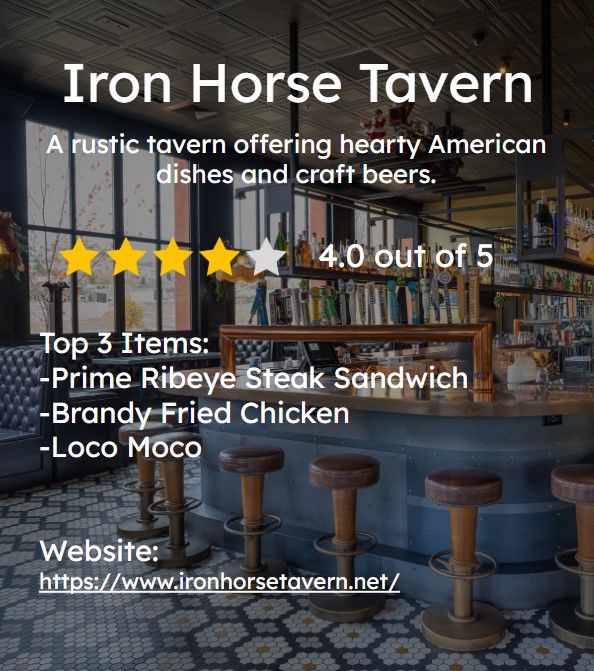 Iron Horse Tavern
A rustic tavern offering hearty American
dishes and craft beers.
4.0 out of 5
Top 3 Items:
-Prime Ribeye Steak Sandwich
-Brandy Fried Chicken
-Loco Moco
Website:
https://www.ironhorsetavern.net/